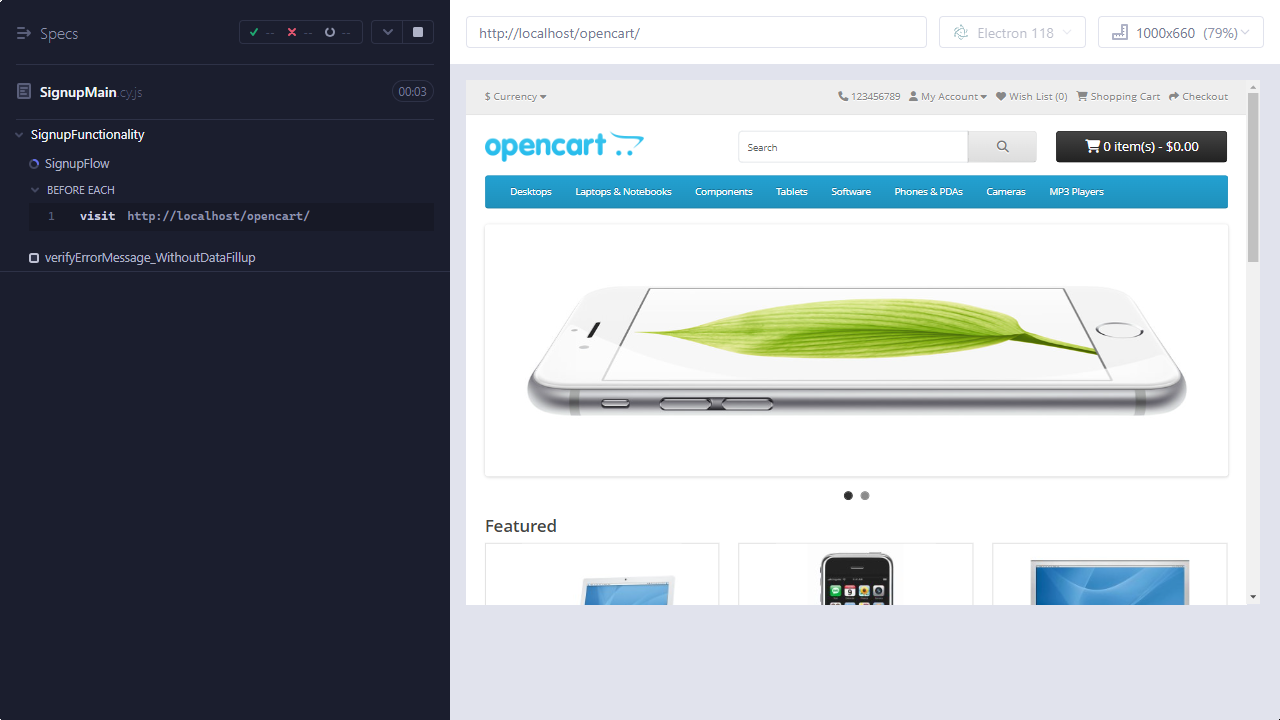 Specs
-- -- --
SignupMain.cy.js 00:03
SignupFunctionality
SignupFlow
BEFORE EACH
1 visit http://localhost/opencart/
verifyErrorMessage_WithoutDataFillup
http://localhost/opencart/
Electron 118
1000x660 (79%)
$ Currency
123456789 My Account Wish List (0) Shopping Cart Checkout
opencart
Search
0 item(s) - $0.00
Desktops Laptops & Notebooks Components Tablets Software Phones & PDAs Cameras MP3 Players
Featured